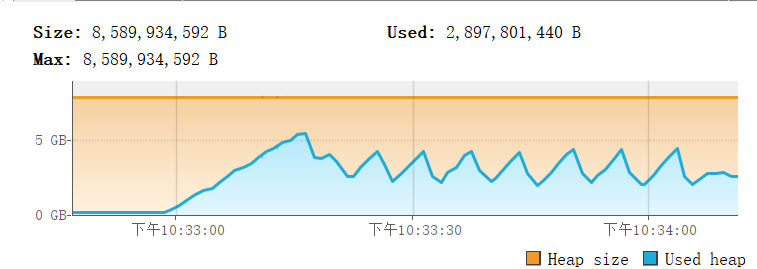 Size: 8,589,934,592 B Used: 2,897,801,440 B
Max: 8,589,934,592 B
5 GB
0 GB
下午10:33:00 下午10:33:30 下午10:34:00
Heap size Used heap